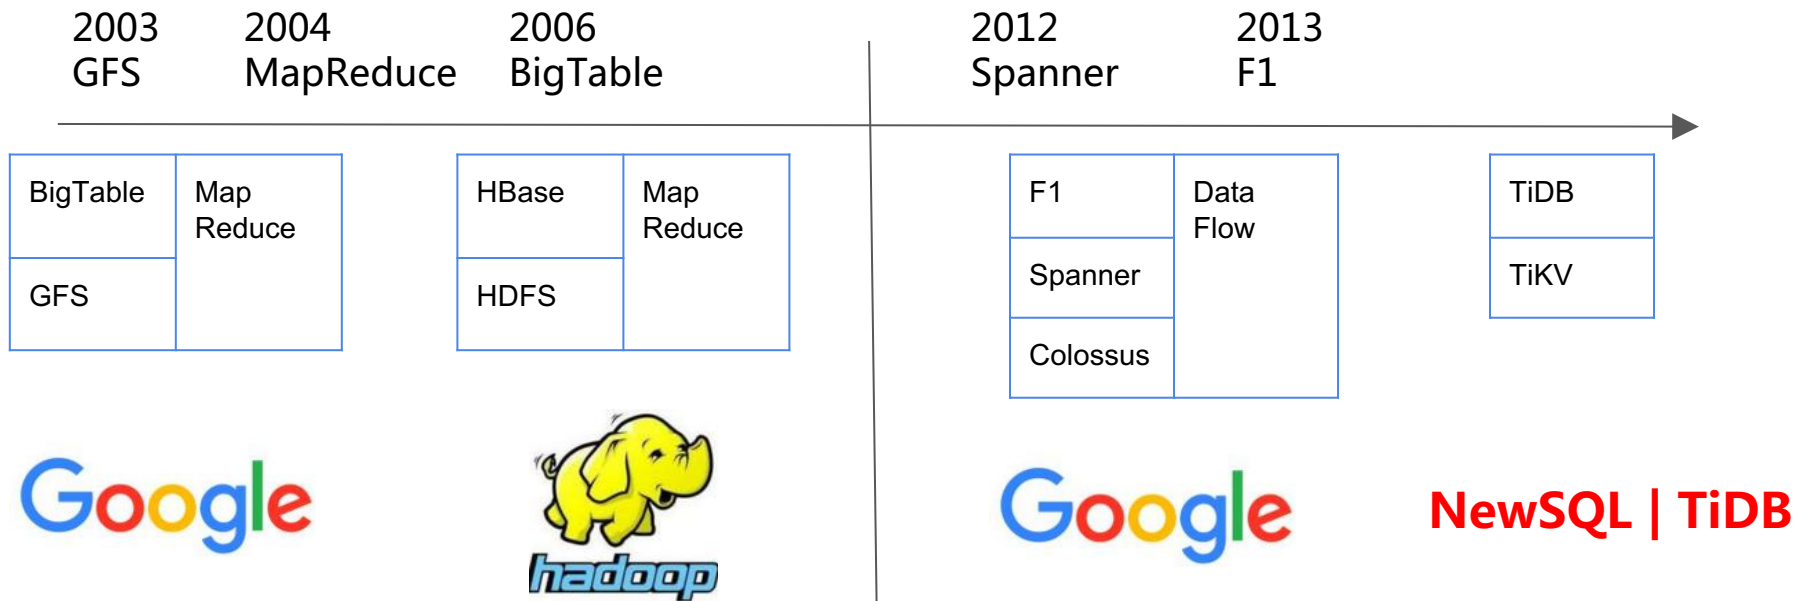 2003
GFS
2004
MapReduce
2006
BigTable
2012
Spanner
2013
F1
BigTable
Map
Reduce
GFS
HBase
Map
Reduce
HDFS
F1
Data
Flow
Spanner
Colossus
TiDB
TiKV
Google
hadoop
Google
NewSQL | TiDB